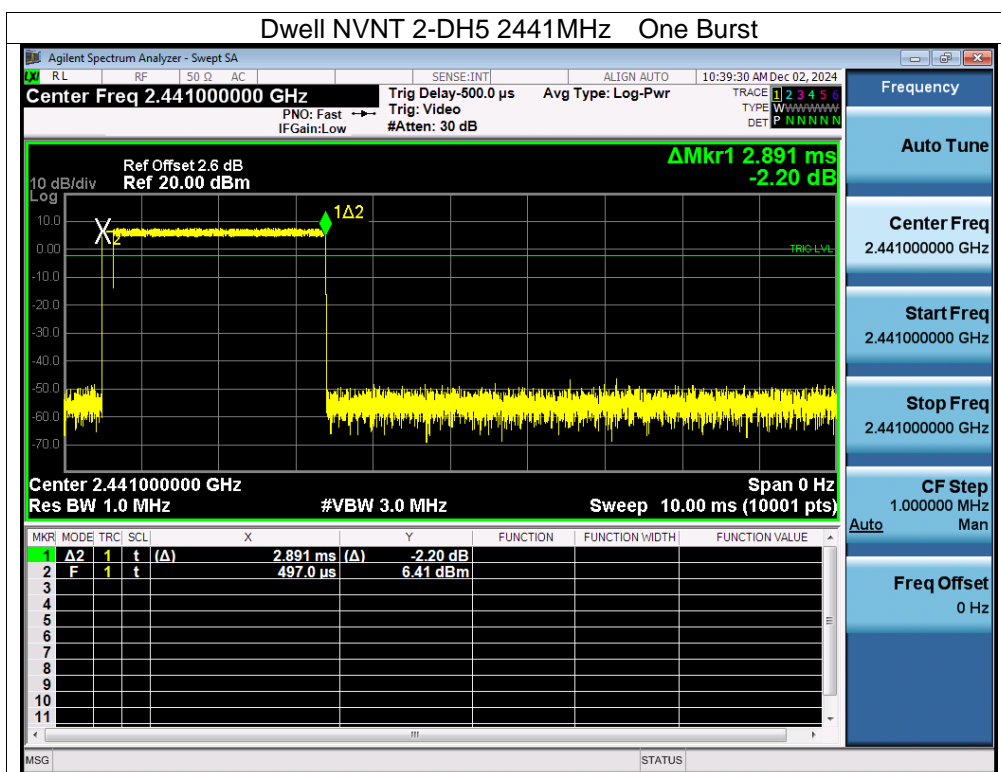 Dwell NVNT 2-DH5 2441MHz One Burst
Agilent Spectrum Analyzer - Swept SA
LXI RL RF 50 Ω AC SENSE:INT ALIGN AUTO 10:39:30 AM Dec 02, 2024
Center Freq 2.441000000 GHz Trig Delay-500.0 µs Avg Type: Log-Pwr TRACE 1 2 3 4 5 6
PNO: Fast Trig: Video TYPE WWWWWWW
IFGain:Low #Atten: 30 dB DET P N N N N N
ΔMkr1 2.891 ms
-2.20 dB
Ref Offset 2.6 dB
10 dB/div Ref 20.00 dBm
Log
1Δ2
10.0
X2
0.00
TRIG LVL
-10.0
-20.0
-30.0
-40.0
-50.0
-60.0
-70.0
Center 2.441000000 GHz Span 0 Hz
Res BW 1.0 MHz #VBW 3.0 MHz Sweep 10.00 ms (10001 pts)
MKR MODE TRC SCL X Y FUNCTION FUNCTION WIDTH FUNCTION VALUE
1 Δ2 1 t (Δ) 2.891 ms (Δ) -2.20 dB
2 F 1 t 497.0 µs 6.41 dBm
3
4
5
6
7
8
9
10
11
MSG STATUS
Frequency
Auto Tune
Center Freq
2.441000000 GHz
Start Freq
2.441000000 GHz
Stop Freq
2.441000000 GHz
CF Step
1.000000 MHz
Auto Man
Freq Offset
0 Hz